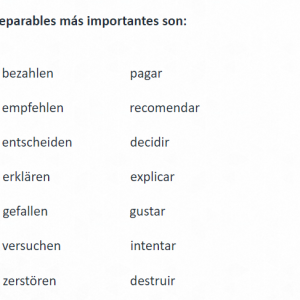 eparables más importantes son:
bezahlen pagar
empfehlen recomendar
entscheiden decidir
erklären explicar
gefallen gustar
versuchen intentar
zerstören destruir